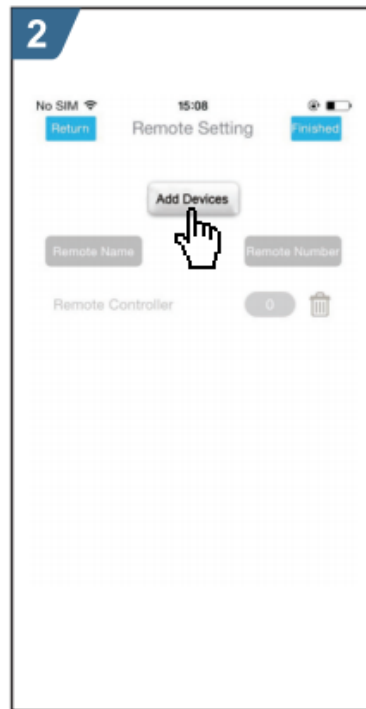 2
No SIM 15:08
Return Remote Setting Finished
Add Devices
Remote Name Remote Number
Remote Controller 0